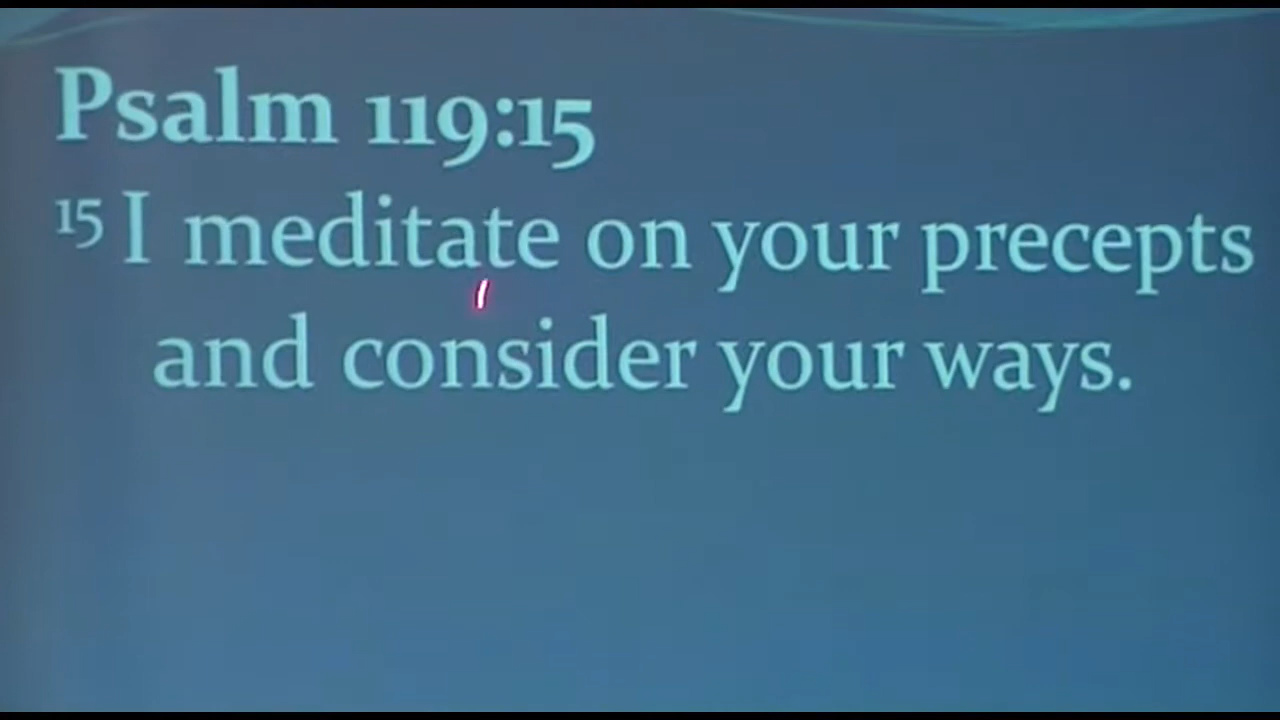 Psalm 119:15
15 I meditate on your precepts
and consider your ways.